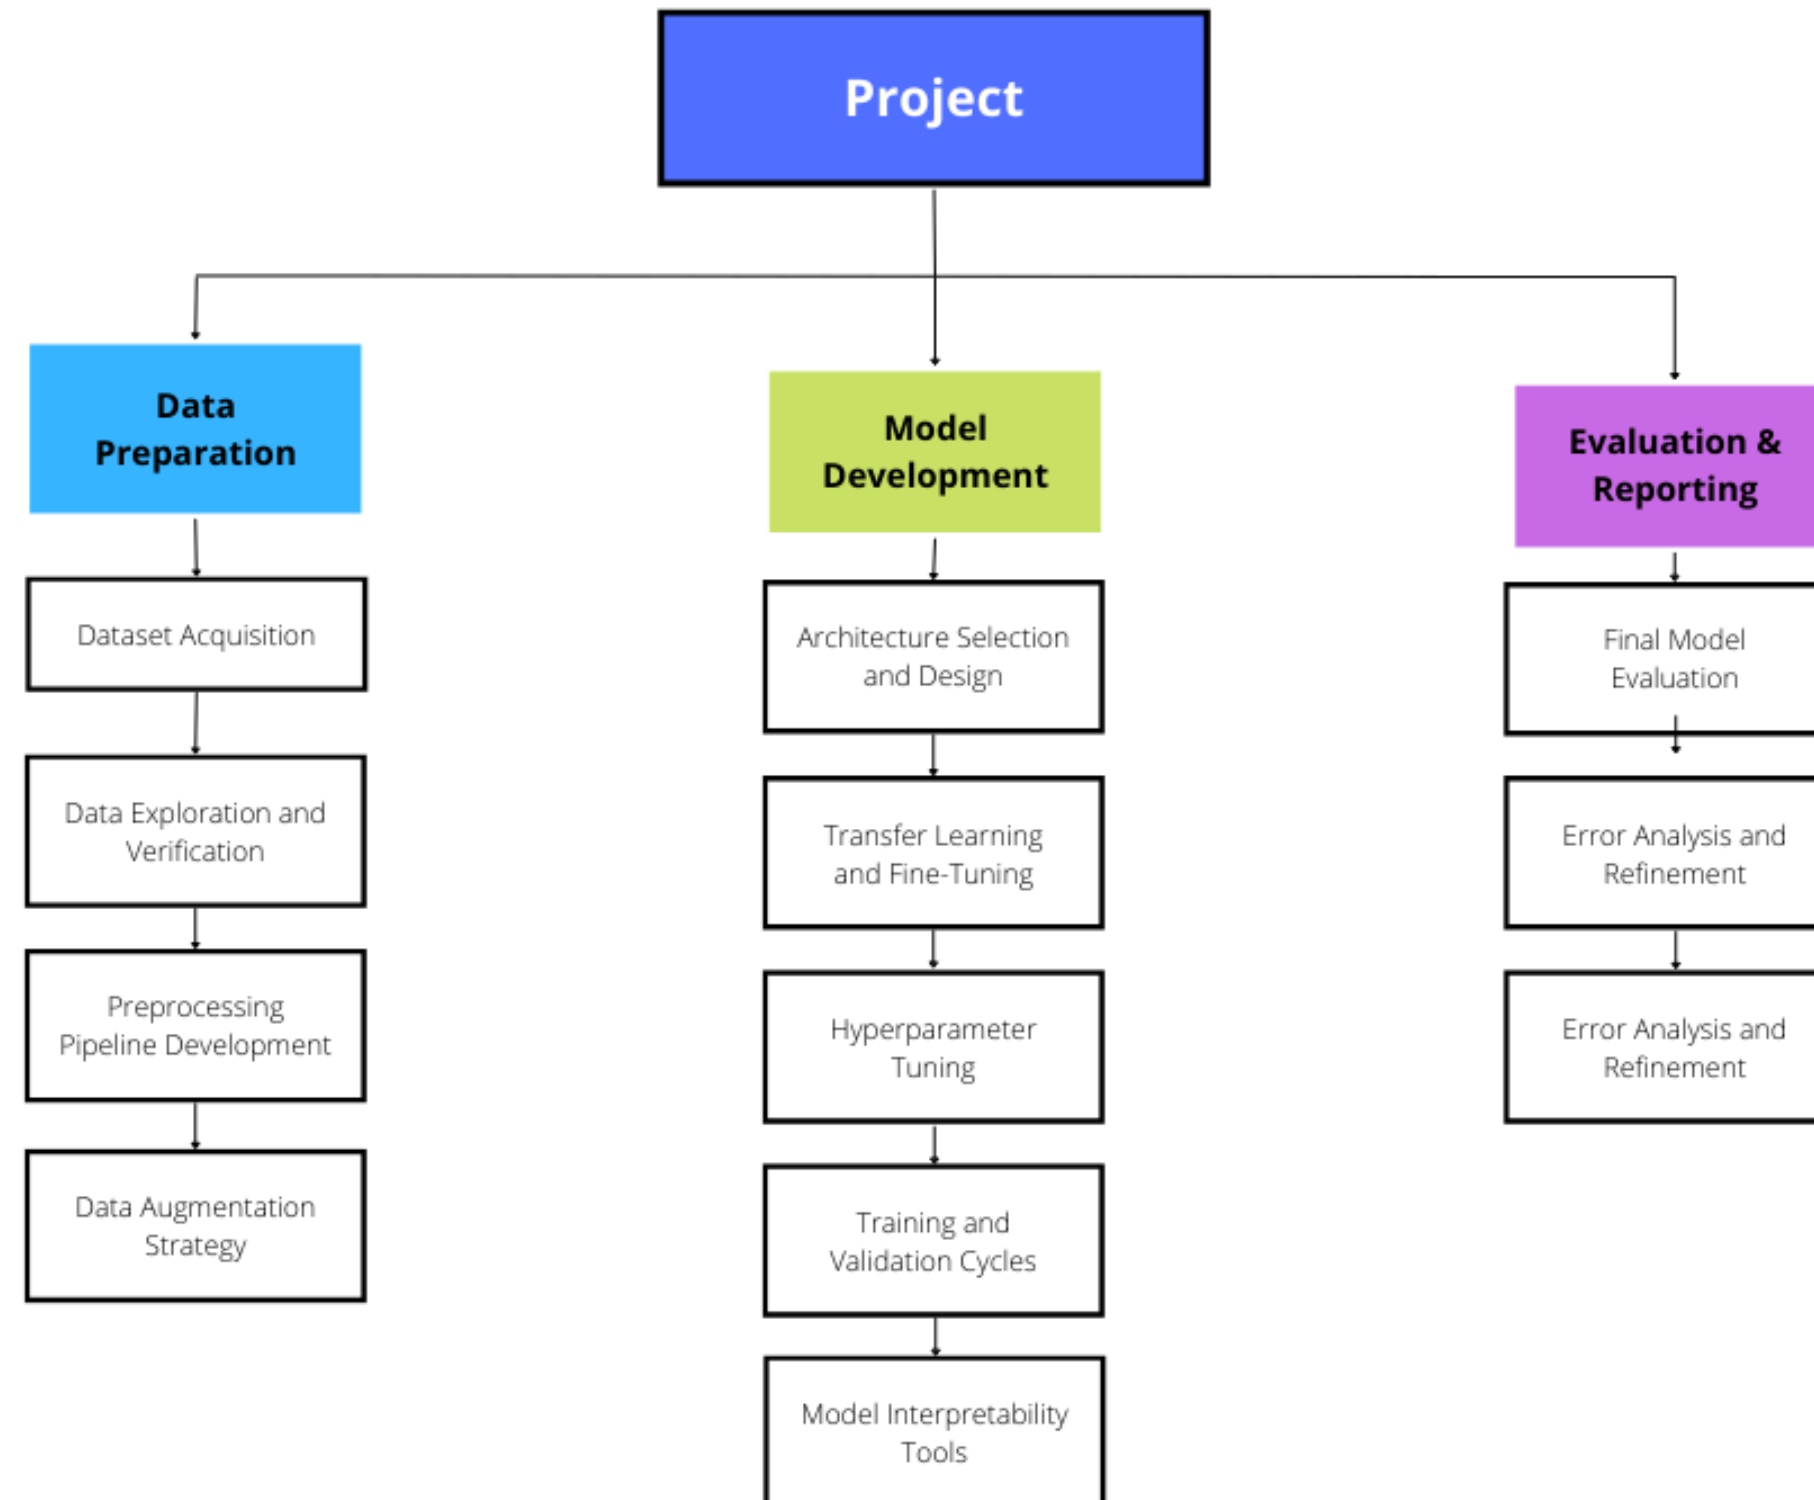 Project
Data
Preparation
Dataset Acquisition
Data Exploration and
Verification
Preprocessing
Pipeline Development
Data Augmentation
Strategy
Model
Development
Architecture Selection
and Design
Transfer Learning
and Fine-Tuning
Hyperparameter
Tuning
Training and
Validation Cycles
Model Interpretability
Tools
Evaluation &
Reporting
Final Model
Evaluation
Error Analysis and
Refinement
Error Analysis and
Refinement